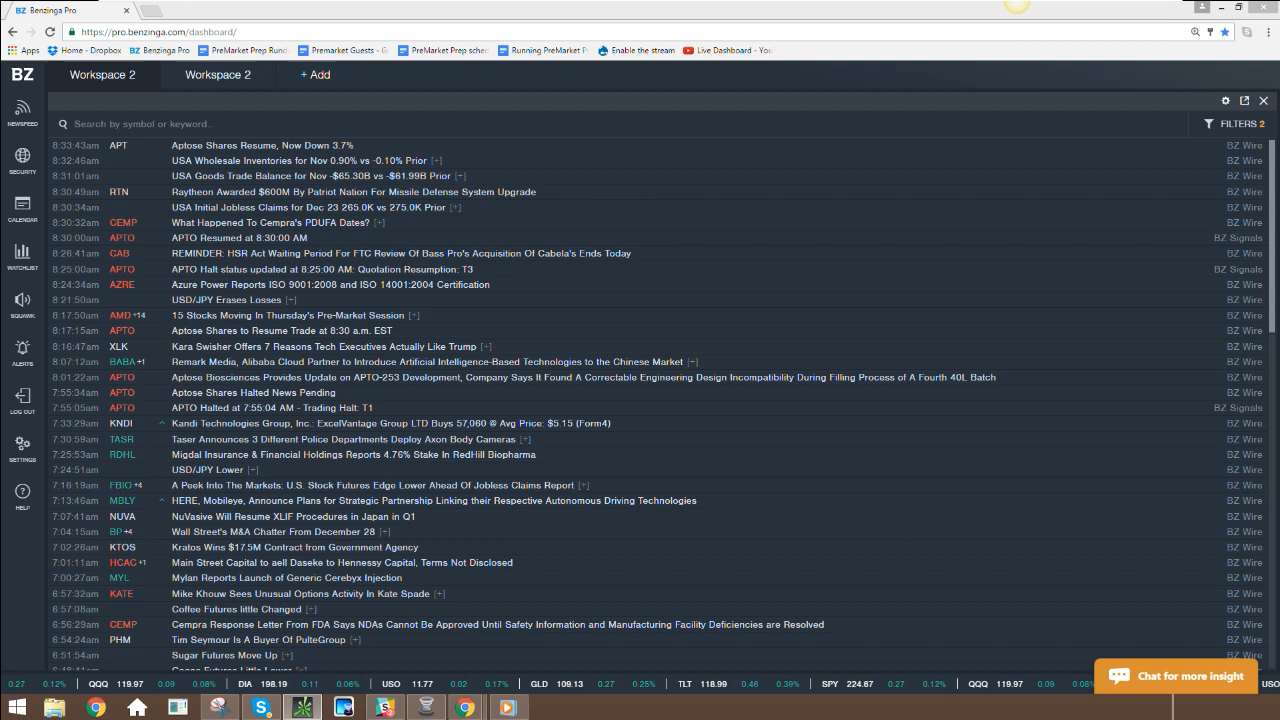 BZ Benzinga Pro
https://pro.benzinga.com/dashboard/
Apps Home - Dropbox BZ Benzinga Pro PreMarket Prep Rund Premarket Guests - G PreMarket Prep sched Running PreMarket P Enable the stream Live Dashboard - You
BZ Workspace 2 Workspace 2 + Add
NEWSFEED
SECURITY
CALENDAR
WATCHLIST
SQUAWK
ALERTS
LOG OUT
SETTINGS
HELP
Search by symbol or keyword... FILTERS 2
8:33:43am APT Aptose Shares Resume, Now Down 3.7% BZ Wire
8:32:46am USA Wholesale Inventories for Nov 0.90% vs -0.10% Prior [+] BZ Wire
8:31:01am USA Goods Trade Balance for Nov -$65.30B vs -$61.99B Prior [+] BZ Wire
8:30:49am RTN Raytheon Awarded $600M By Patriot Nation For Missile Defense System Upgrade BZ Wire
8:30:34am USA Initial Jobless Claims for Dec 23 265.0K vs 275.0K Prior [+] BZ Wire
8:30:32am CEMP What Happened To Cempra's PDUFA Dates? [+] BZ Wire
8:30:00am APTO APTO Resumed at 8:30:00 AM BZ Signals
8:26:41am CAB REMINDER: HSR Act Waiting Period For FTC Review Of Bass Pro's Acquisition Of Cabela's Ends Today BZ Wire
8:25:00am APTO APTO Halt status updated at 8:25:00 AM: Quotation Resumption: T3 BZ Signals
8:24:34am AZRE Azure Power Reports ISO 9001:2008 and ISO 14001:2004 Certification BZ Wire
8:21:50am USD/JPY Erases Losses [+] BZ Wire
8:17:50am AMD +14 15 Stocks Moving In Thursday's Pre-Market Session [+] BZ Wire
8:17:15am APTO Aptose Shares to Resume Trade at 8:30 a.m. EST BZ Wire
8:16:47am XLK Kara Swisher Offers 7 Reasons Tech Executives Actually Like Trump [+] BZ Wire
8:07:12am BABA +1 Remark Media, Alibaba Cloud Partner to Introduce Artificial Intelligence-Based Technologies to the Chinese Market [+] BZ Wire
8:01:22am APTO Aptose Biosciences Provides Update on APTO-253 Development, Company Says It Found A Correctable Engineering Design Incompatibility During Filling Process of A Fourth 40L Batch BZ Wire
7:55:34am APTO Aptose Shares Halted News Pending BZ Wire
7:55:05am APTO APTO Halted at 7:55:04 AM - Trading Halt: T1 BZ Signals
7:33:29am KNDI Kandi Technologies Group, Inc.: ExcelVantage Group LTD Buys 57,060 @ Avg Price: $5.15 (Form4) BZ Wire
7:30:59am TASR Taser Announces 3 Different Police Departments Deploy Axon Body Cameras [+] BZ Wire
7:25:53am RDHL Migdal Insurance & Financial Holdings Reports 4.76% Stake In RedHill Biopharma BZ Wire
7:24:51am USD/JPY Lower [+] BZ Wire
7:16:19am FBIO +4 A Peek Into The Markets: U.S. Stock Futures Edge Lower Ahead Of Jobless Claims Report [+] BZ Wire
7:13:46am MBLY HERE, Mobileye, Announce Plans for Strategic Partnership Linking their Respective Autonomous Driving Technologies BZ Wire
7:07:41am NUVA NuVasive Will Resume XLIF Procedures in Japan in Q1 BZ Wire
7:04:15am BP +4 Wall Street's M&A Chatter From December 28 [+] BZ Wire
7:02:26am KTOS Kratos Wins $17.5M Contract from Government Agency BZ Wire
7:01:11am HCAC +1 Main Street Capital to aell Daseke to Hennessy Capital, Terms Not Disclosed BZ Wire
7:00:27am MYL Mylan Reports Launch of Generic Cerebyx Injection BZ Wire
6:57:32am KATE Mike Khouw Sees Unusual Options Activity In Kate Spade [+] BZ Wire
6:57:08am Coffee Futures little Changed [+] BZ Wire
6:56:29am CEMP Cempra Response Letter From FDA Says NDAs Cannot Be Approved Until Safety Information and Manufacturing Facility Deficiencies are Resolved BZ Wire
6:54:24am PHM Tim Seymour Is A Buyer Of PulteGroup [+] BZ Wire
6:51:54am Sugar Futures Move Up [+] BZ Wire
6:48:41am Cocoa Futures Little Lower [+]
Chat for more insight
0.27 0.12% QQQ 119.97 0.09 0.08% DIA 198.19 0.11 0.06% USO 11.77 0.02 0.17% GLD 109.13 0.27 0.25% TLT 118.99 0.46 0.39% SPY 224.67 0.27 0.12% QQQ 119.97 0.09 0.08% USO